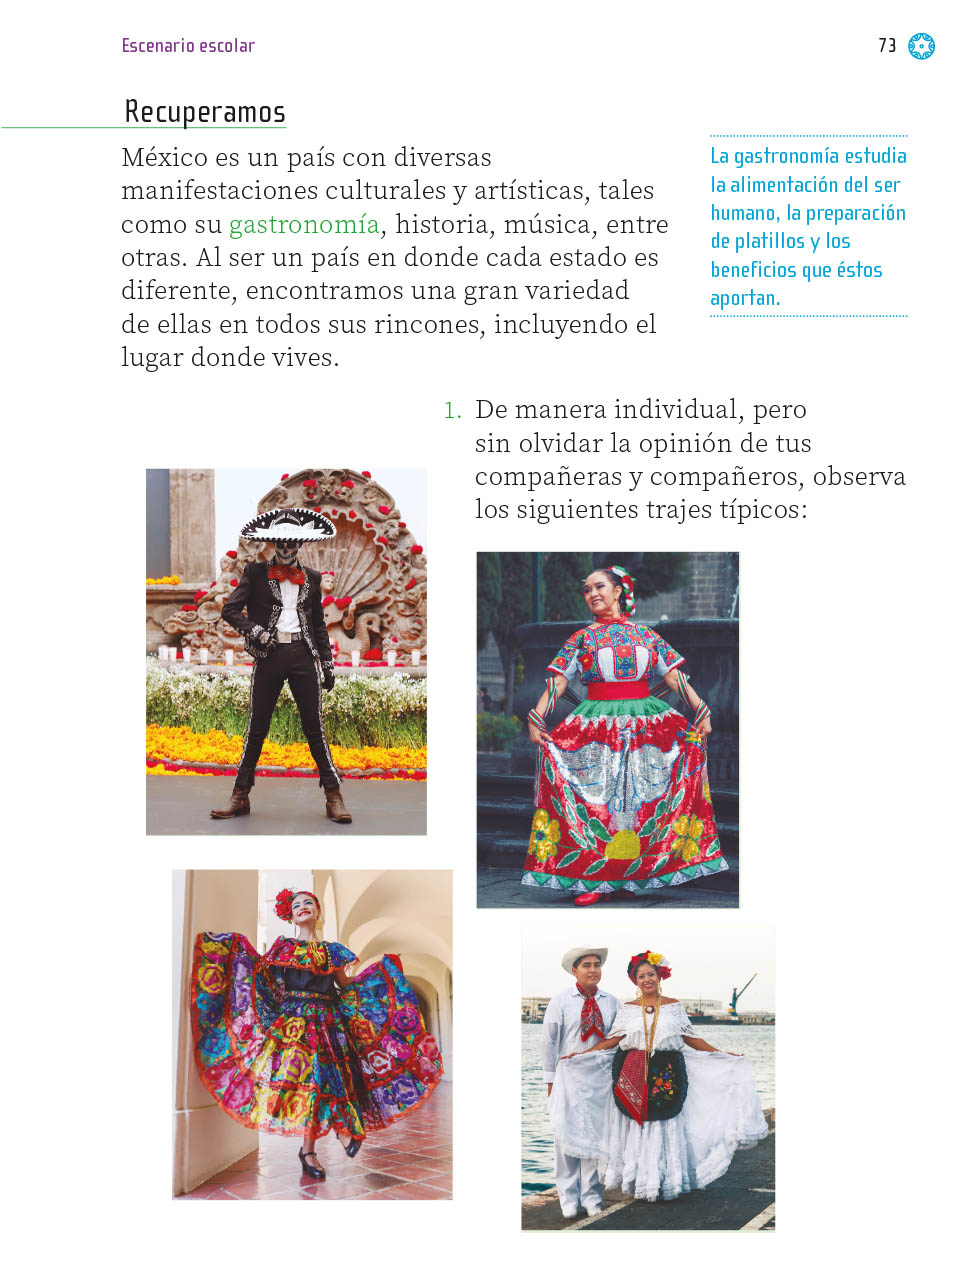 Escenario escolar
73
Recuperamos
México es un país con diversas
manifestaciones culturales y artísticas, tales
como su gastronomía, historia, música, entre
otras. Al ser un país en donde cada estado es
diferente, encontramos una gran variedad
de ellas en todos sus rincones, incluyendo el
lugar donde vives.
La gastronomía estudia
la alimentación del ser
humano, la preparación
de platillos y los
beneficios que éstos
aportan.
1. De manera individual, pero
sin olvidar la opinión de tus
compañeras y compañeros, observa
los siguientes trajes típicos: